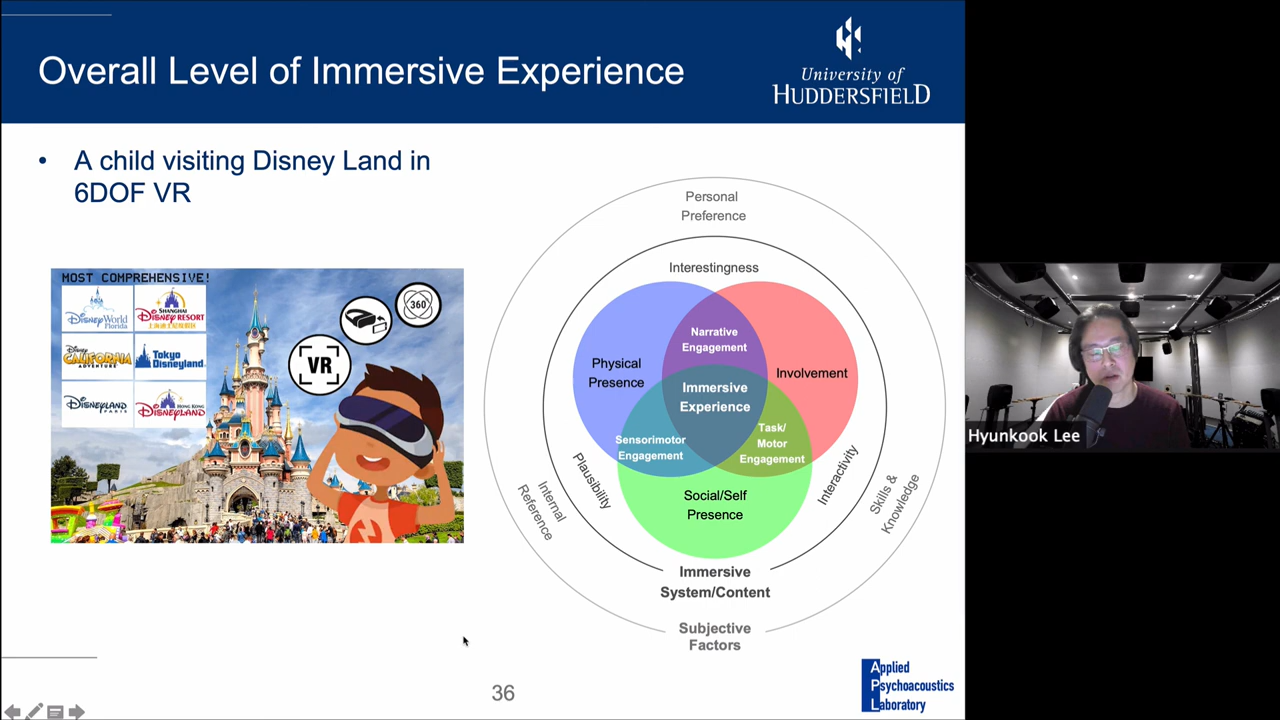 Overall Level of Immersive Experience
University of
HUDDERSFIELD
• A child visiting Disney Land in
6DOF VR
MOST COMPREHENSIVE!
Disney World
Florida
SHANGHAI
DISNEY RESORT
Disney
CALIFORNIA
ADVENTURE
Tokyo
Disneyland
DISNEYLAND
PARIS
HONG KONG
DISNEYLAND
VR
360°
Personal
Preference
Interestingness
Narrative
Engagement
Physical
Presence
Involvement
Immersive
Experience
Sensorimotor
Engagement
Task/
Motor
Engagement
Social/Self
Presence
Plausibility
Interactivity
Internal
Reference
Skills &
Knowledge
Immersive
System/Content
Subjective
Factors
36
Applied
Psychoacoustics
Laboratory
Hyunkook Lee